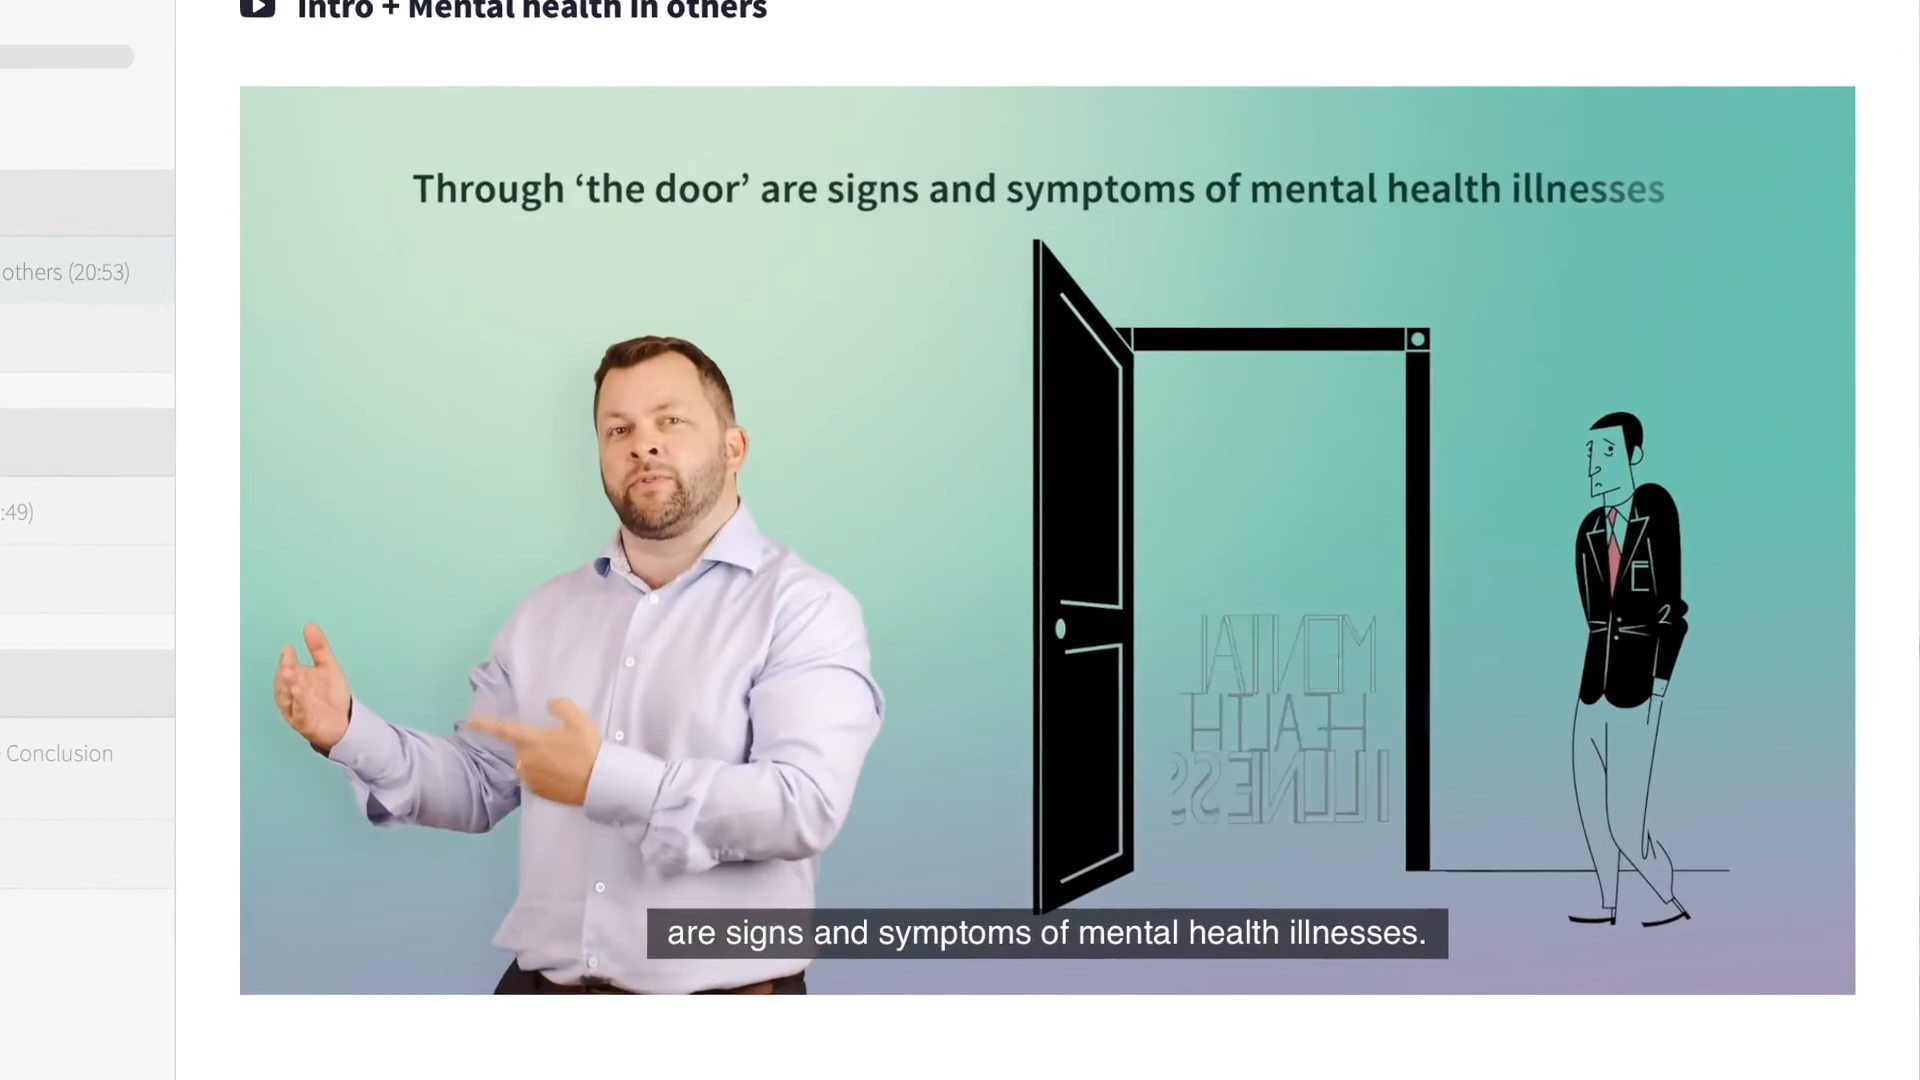 Intro + Mental health in others
others (20:53)
:49)
Conclusion
Through ‘the door’ are signs and symptoms of mental health illnesses
MENTAL
HEALTH
ILLNESS
are signs and symptoms of mental health illnesses.